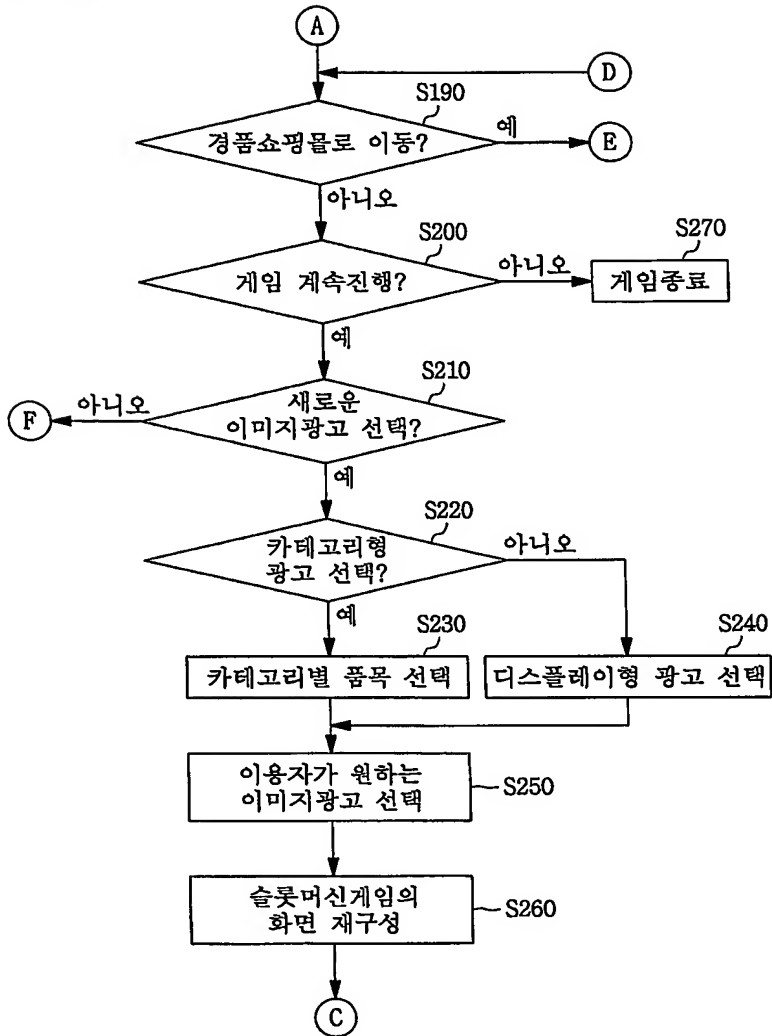 A
D
S190
경품쇼핑몰로 이동?
예
E
아니오
S200
게임 계속진행?
아니오
S270
게임종료
예
S210
새로운
이미지광고 선택?
아니오
F
예
S220
카테고리형
광고 선택?
아니오
예
S230
카테고리별 품목 선택
S240
디스플레이형 광고 선택
이용자가 원하는
이미지광고 선택
S250
슬롯머신게임의
화면 재구성
S260
C